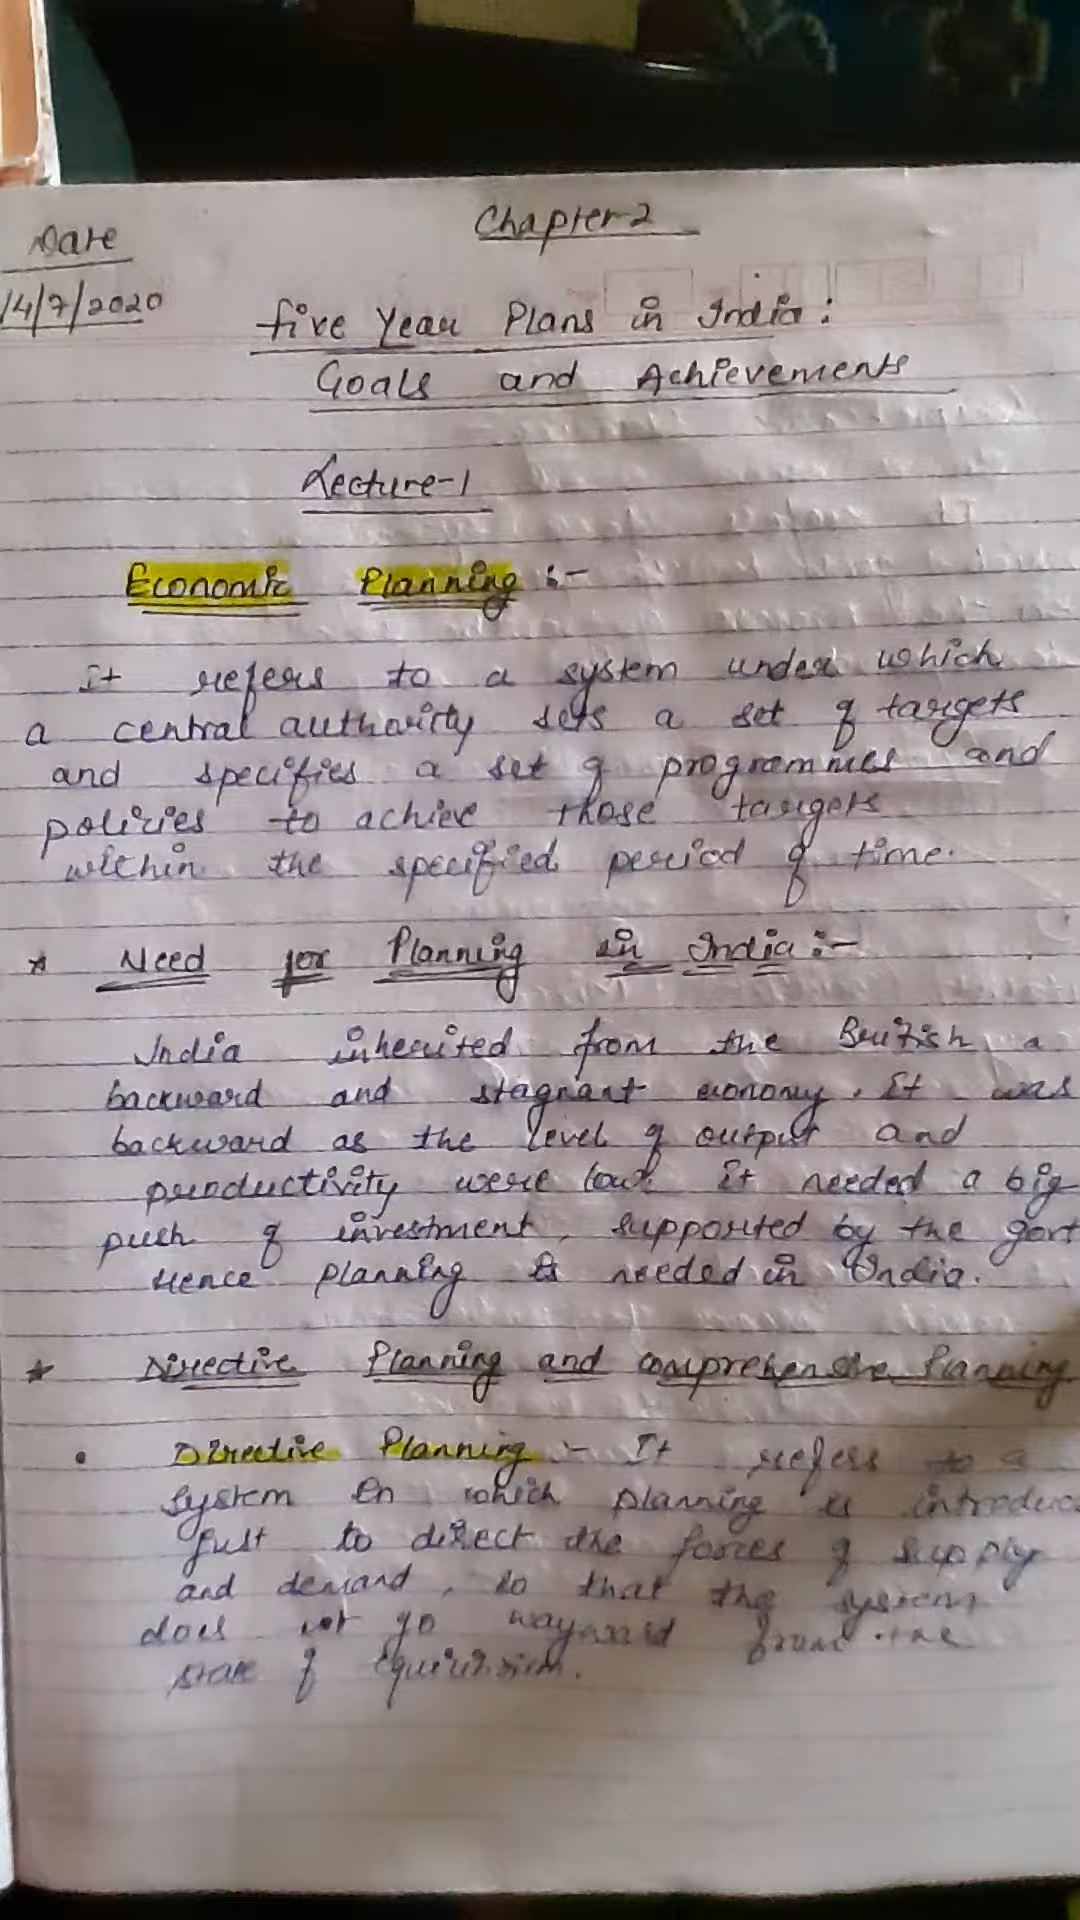 Chapter-2
Date
14/7/2020
five Year Plans in India:
Goals and Achievements
Lecture-1
Economic Planning :-
It refers to a system under which
a central authority sets a set of targets
and specifies a set of programmes and
policies to achieve those targets
within the specified period of time.
* Need for Planning in India :-
India inherited from the British a
backward and stagnant economy. It was
backward as the level of output and
productivity were low. It needed a big
push of investment, supported by the govt
Hence planning is needed in India.
* Directive Planning and comprehensive Planning
• Directive Planning :- It refers to a
system in which planning is introduc
just to direct the forces of supply
and demand, so that the system
does not go wayward from the
state of equilibrium.